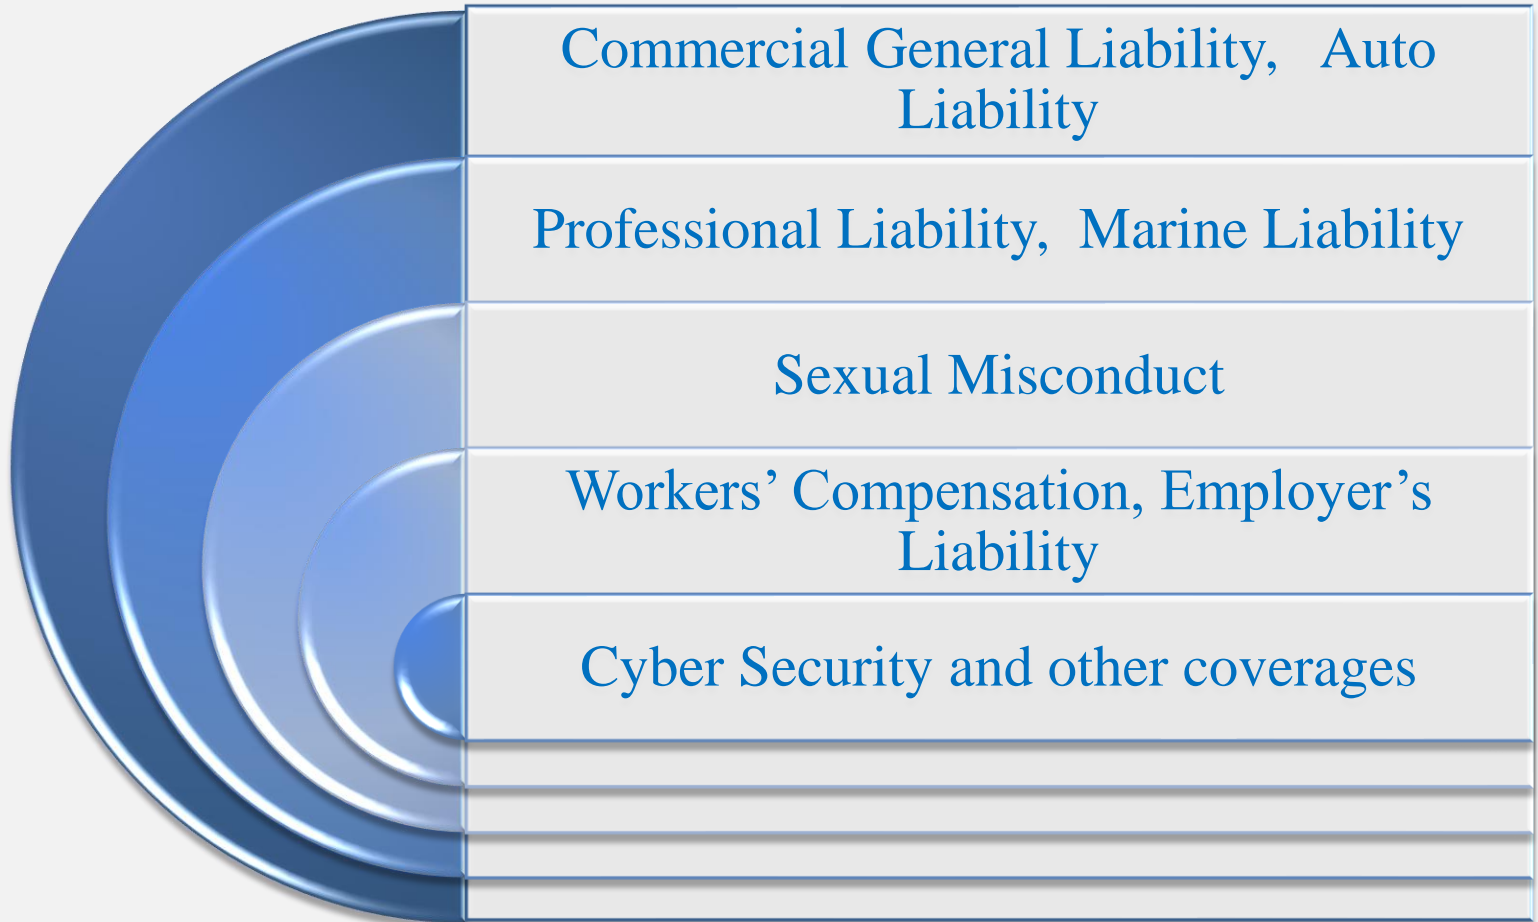 Commercial General Liability,   Auto
Liability
Professional Liability,  Marine Liability
Sexual Misconduct
Workers’ Compensation, Employer’s
Liability
Cyber Security and other coverages